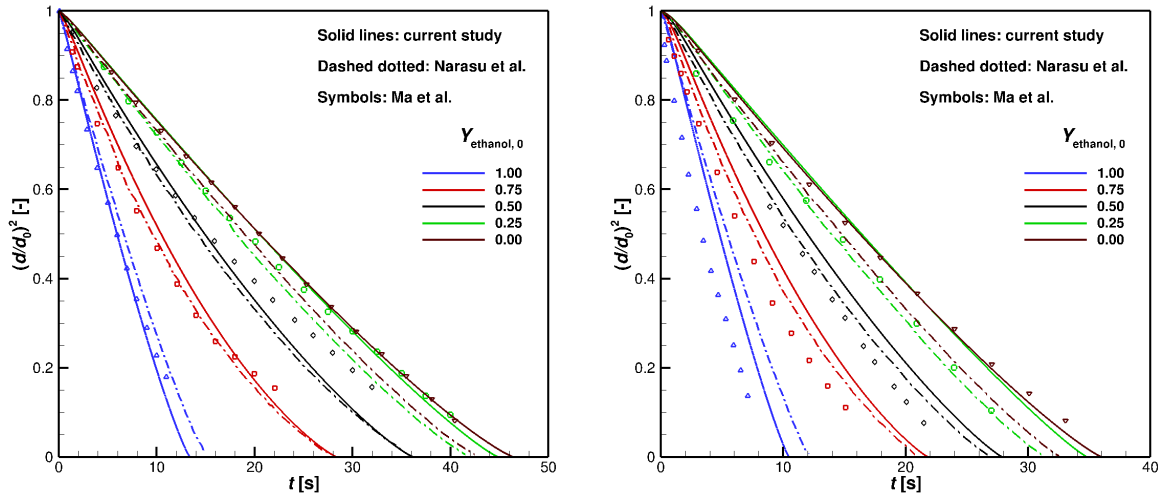 Solid lines: current study
Dashed dotted: Narasu et al.
Symbols: Ma et al.
Yethanol, 0
1.00
0.75
0.50
0.25
0.00
(d/d0)2 [-]
1
0.8
0.6
0.4
0.2
0
0 10 20 30 40 50
t [s]
Solid lines: current study
Dashed dotted: Narasu et al.
Symbols: Ma et al.
Yethanol, 0
1.00
0.75
0.50
0.25
0.00
(d/d0)2 [-]
1
0.8
0.6
0.4
0.2
0
0 10 20 30 40
t [s]